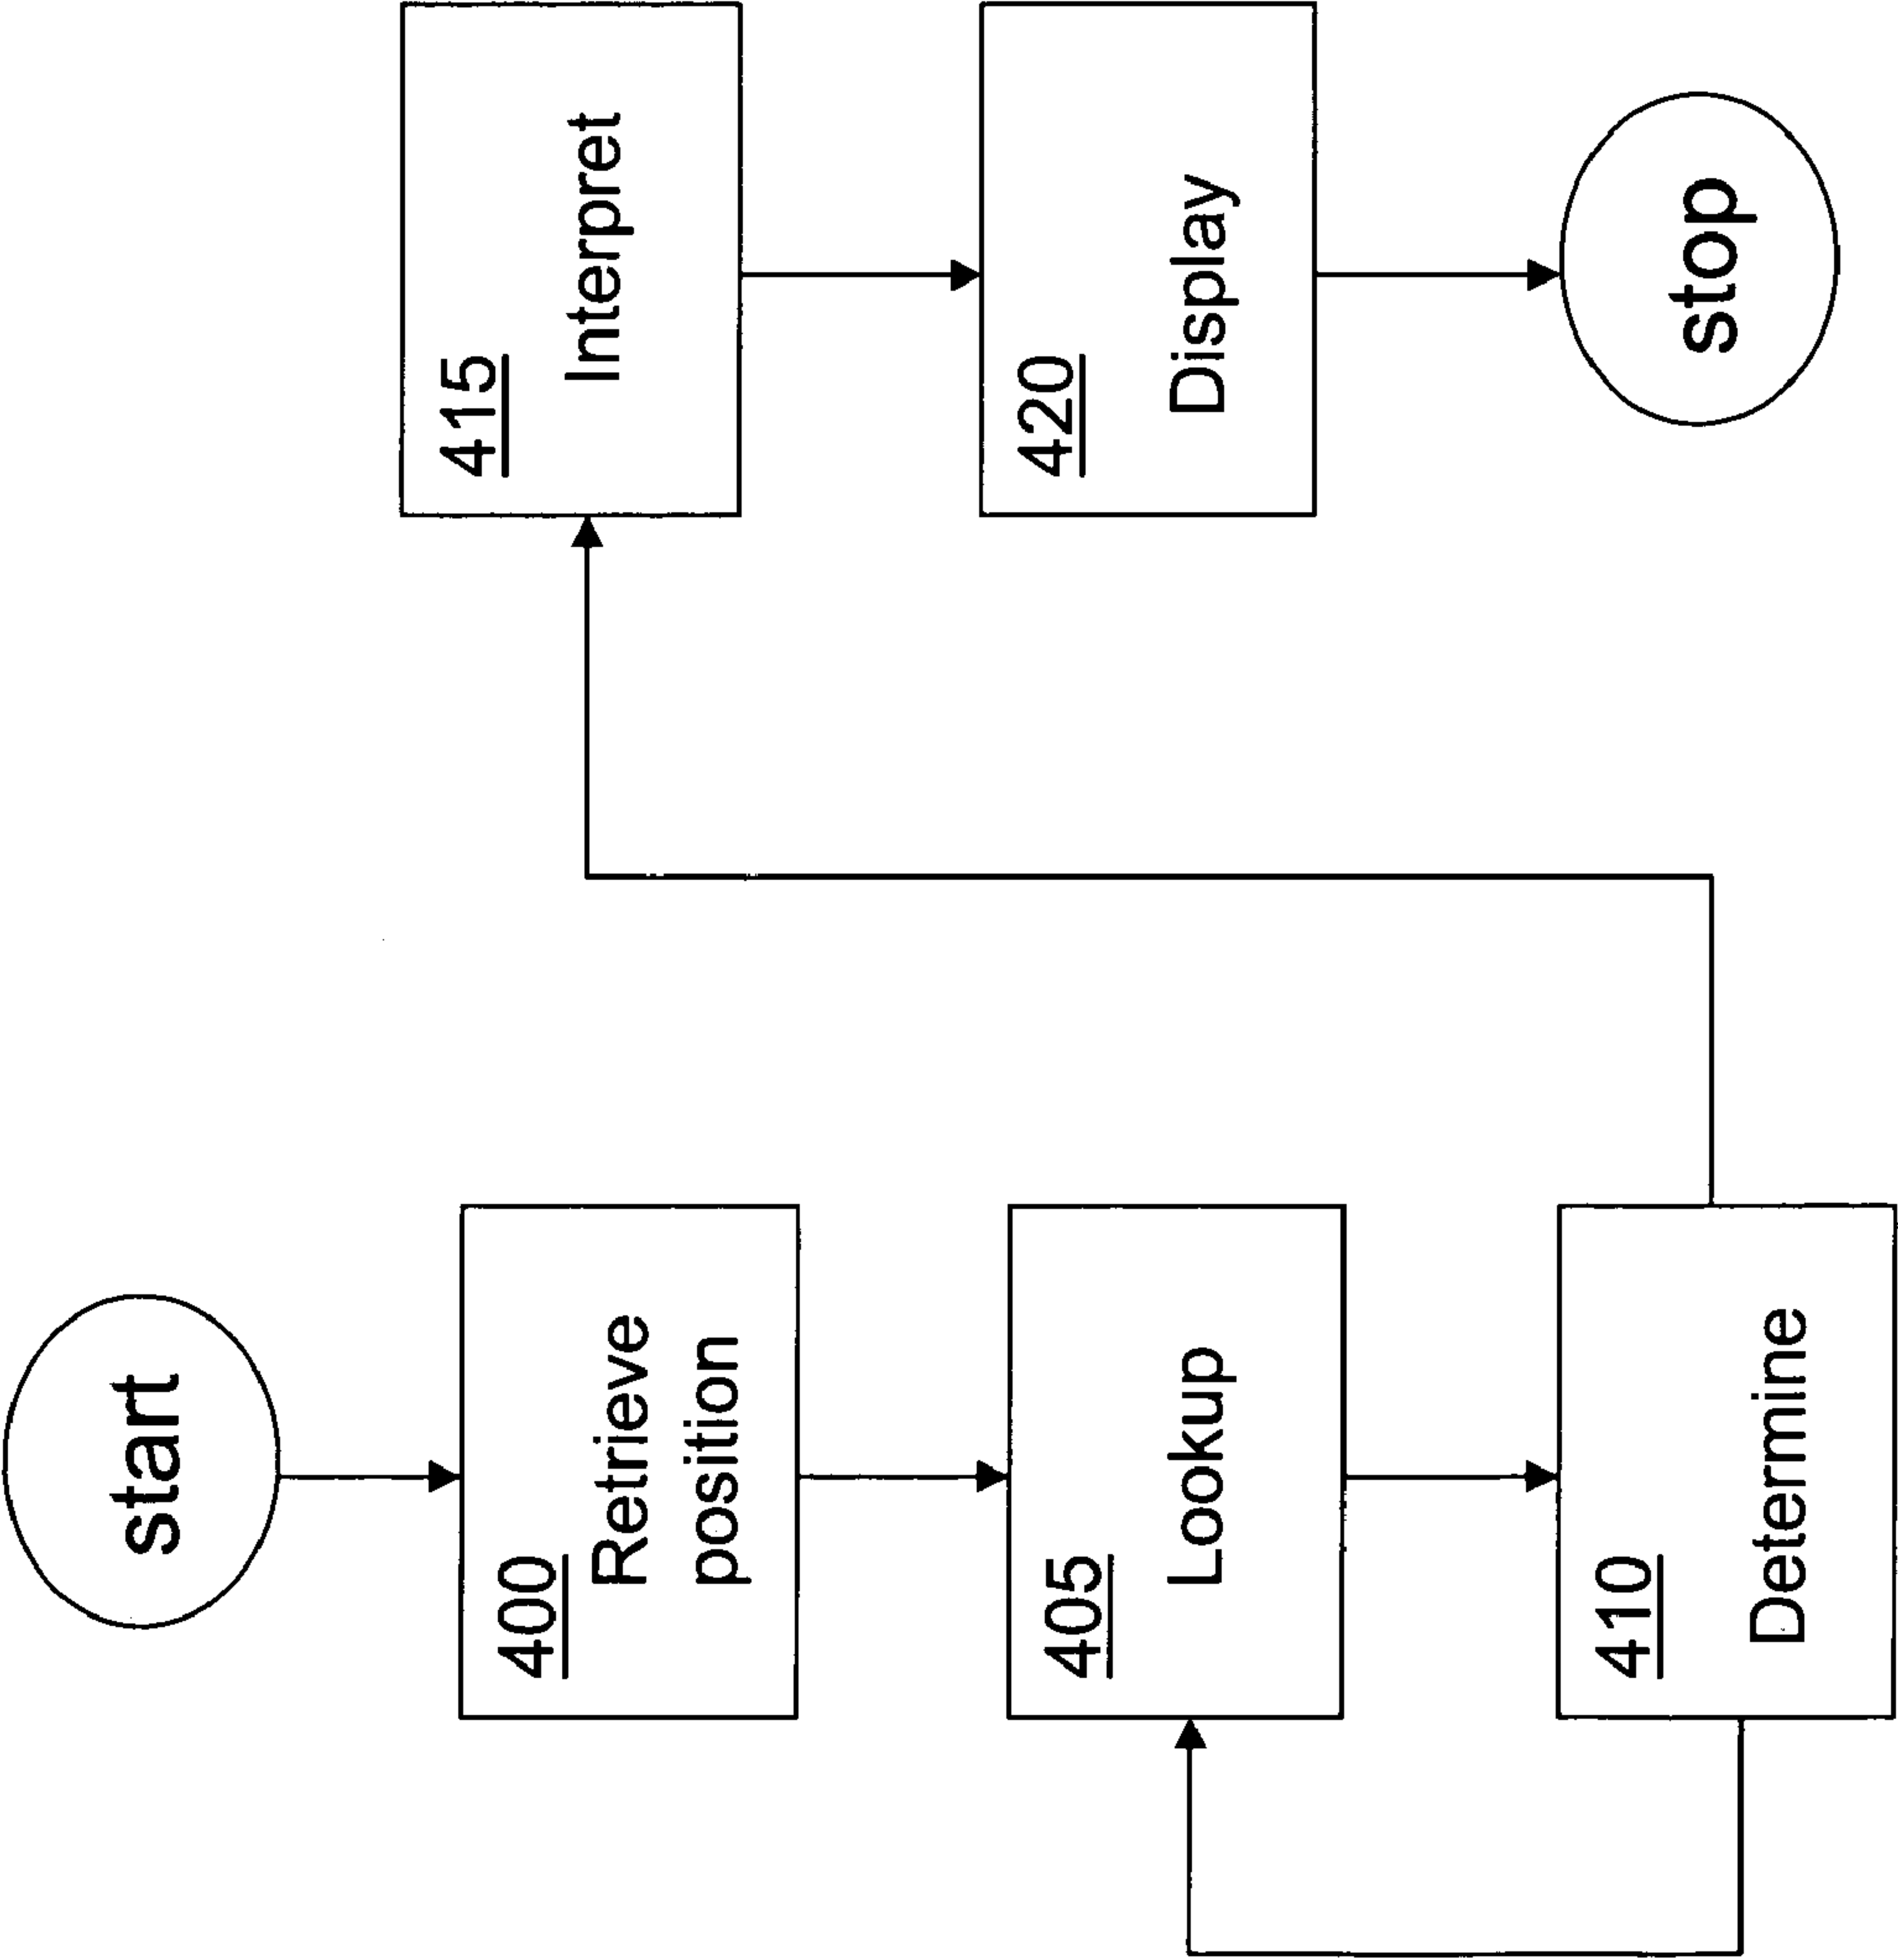 start
400
Retrieve
position
405
Lookup
410
Determine
415
Interpret
420
Display
stop